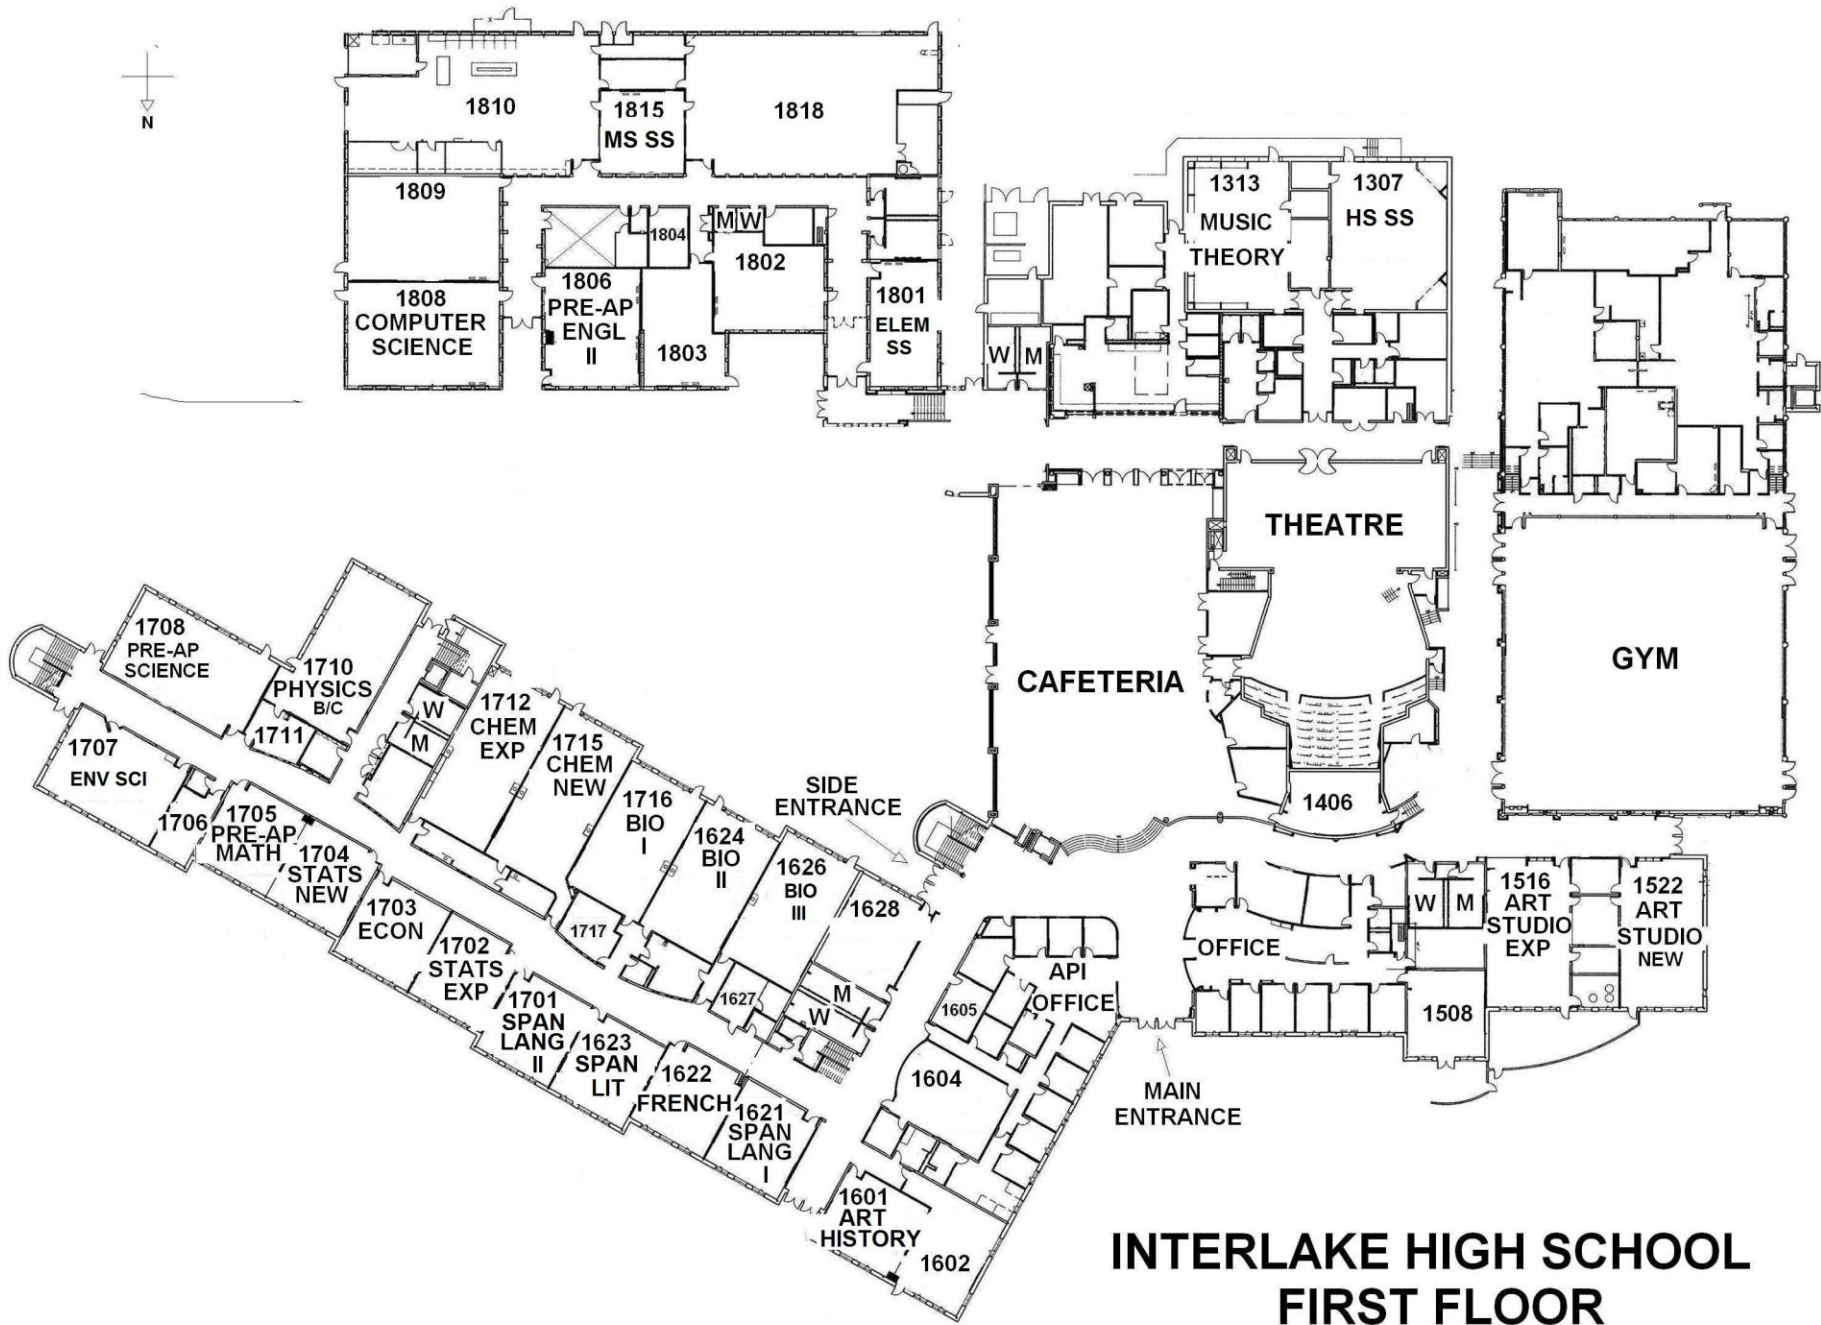 N
1810
1815
MS SS
1818
1809
1804
M W
1802
1808
COMPUTER
SCIENCE
1806
PRE-AP
ENGL
II
1803
1801
ELEM
SS
W M
1313
MUSIC
THEORY
1307
HS SS
THEATRE
CAFETERIA
GYM
1406
1708
PRE-AP
SCIENCE
1710
PHYSICS
B/C
1711
W
M
1707
ENV SCI
1706
1705
PRE-AP
MATH
1704
STATS
NEW
1703
ECON
1702
STATS
EXP
1701
SPAN
LANG
II
1712
CHEM
EXP
1715
CHEM
NEW
1716
BIO
I
1717
1624
BIO
II
1626
BIO
III
1628
1627
M
W
1623
SPAN
LIT
1622
FRENCH
1621
SPAN
LANG
I
SIDE
ENTRANCE
1605
API
OFFICE
1604
1601
ART
HISTORY
1602
OFFICE
MAIN
ENTRANCE
W M
1508
1516
ART
STUDIO
EXP
1522
ART
STUDIO
NEW
INTERLAKE HIGH SCHOOL
FIRST FLOOR